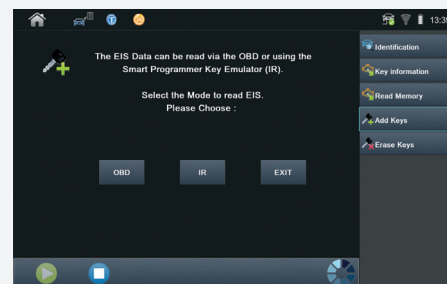 13:39
The EIS Data can be read via the OBD or using the
Smart Programmer Key Emulator (IR).
Select the Mode to read EIS.
Please Choose :
OBD
IR
EXIT
Identification
Key information
Read Memory
Add Keys
Erase Keys